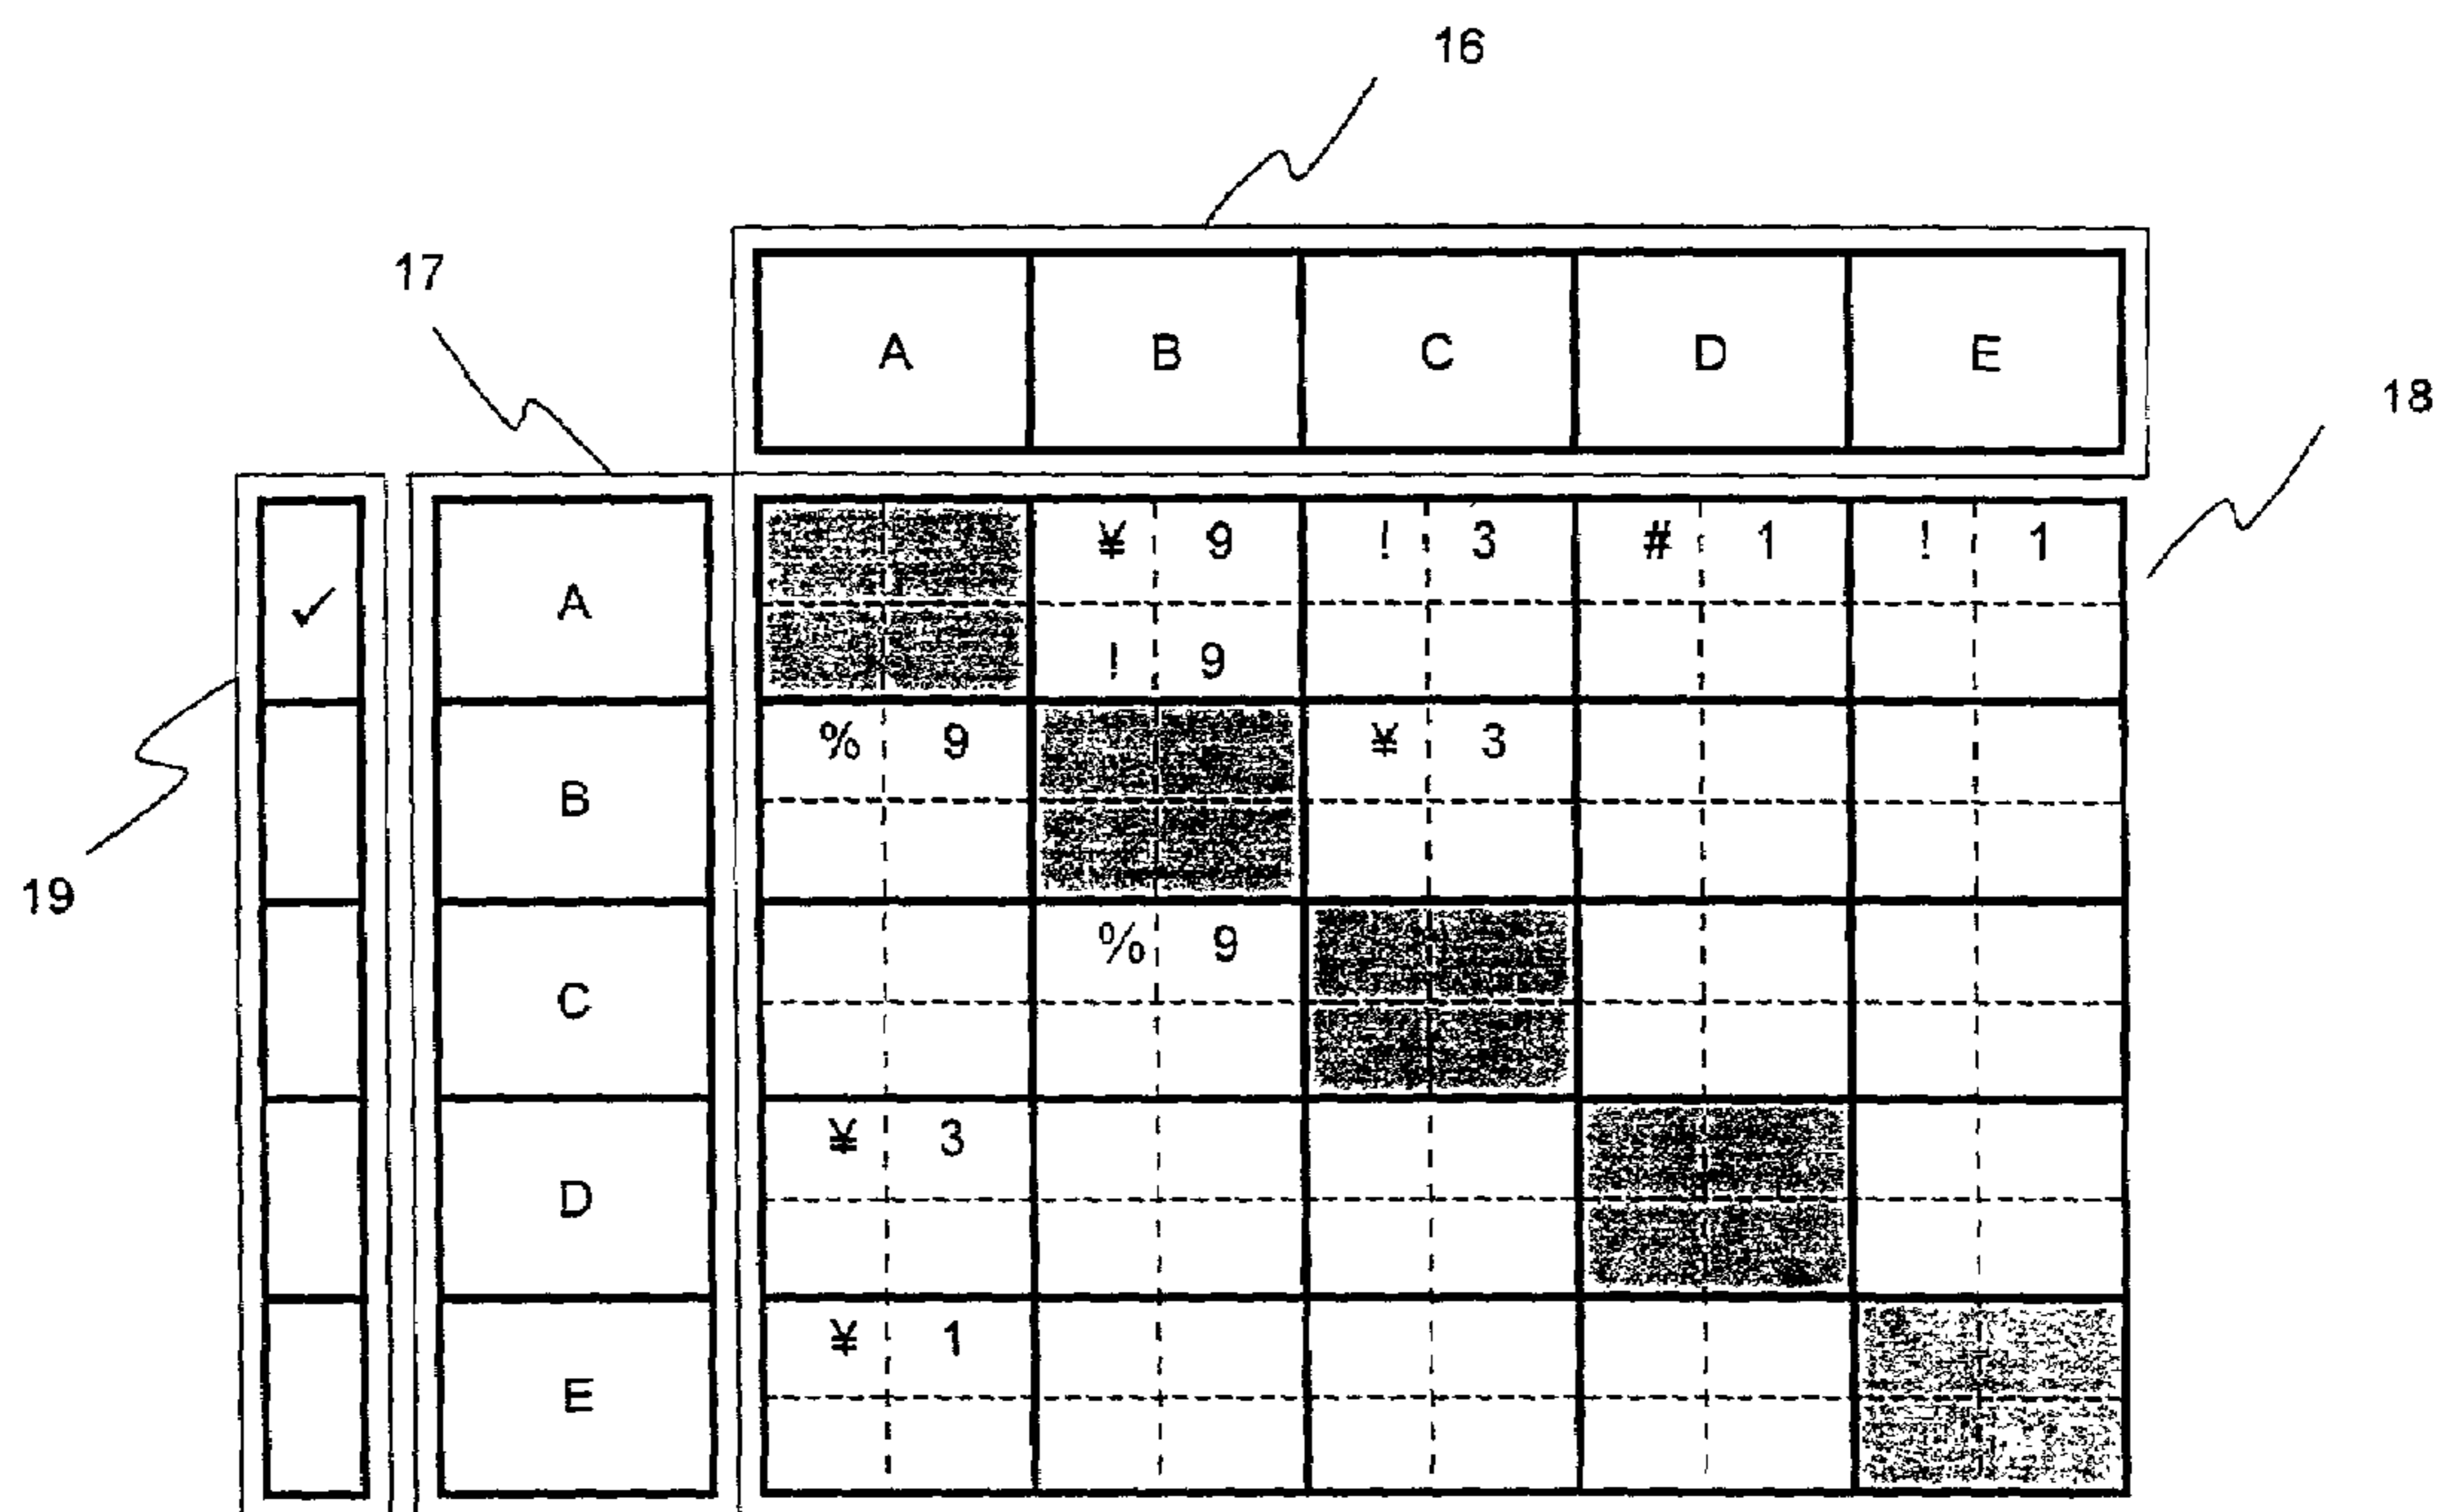 16
17
A B C D E
18
¥ 9 ! 3 # 1 ! 1
✓ A
! 9
% 9 ¥ 3
B
19
% 9
C
¥ 3
D
¥ 1
E